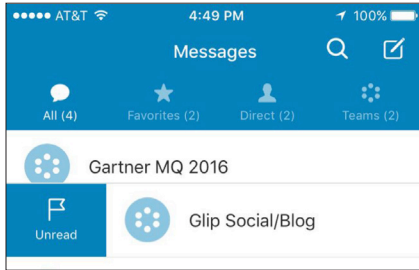 AT&T 4:49 PM 100%
Messages
All (4) Favorites (2) Direct (2) Teams (2)
Gartner MQ 2016
Glip Social/Blog
Unread